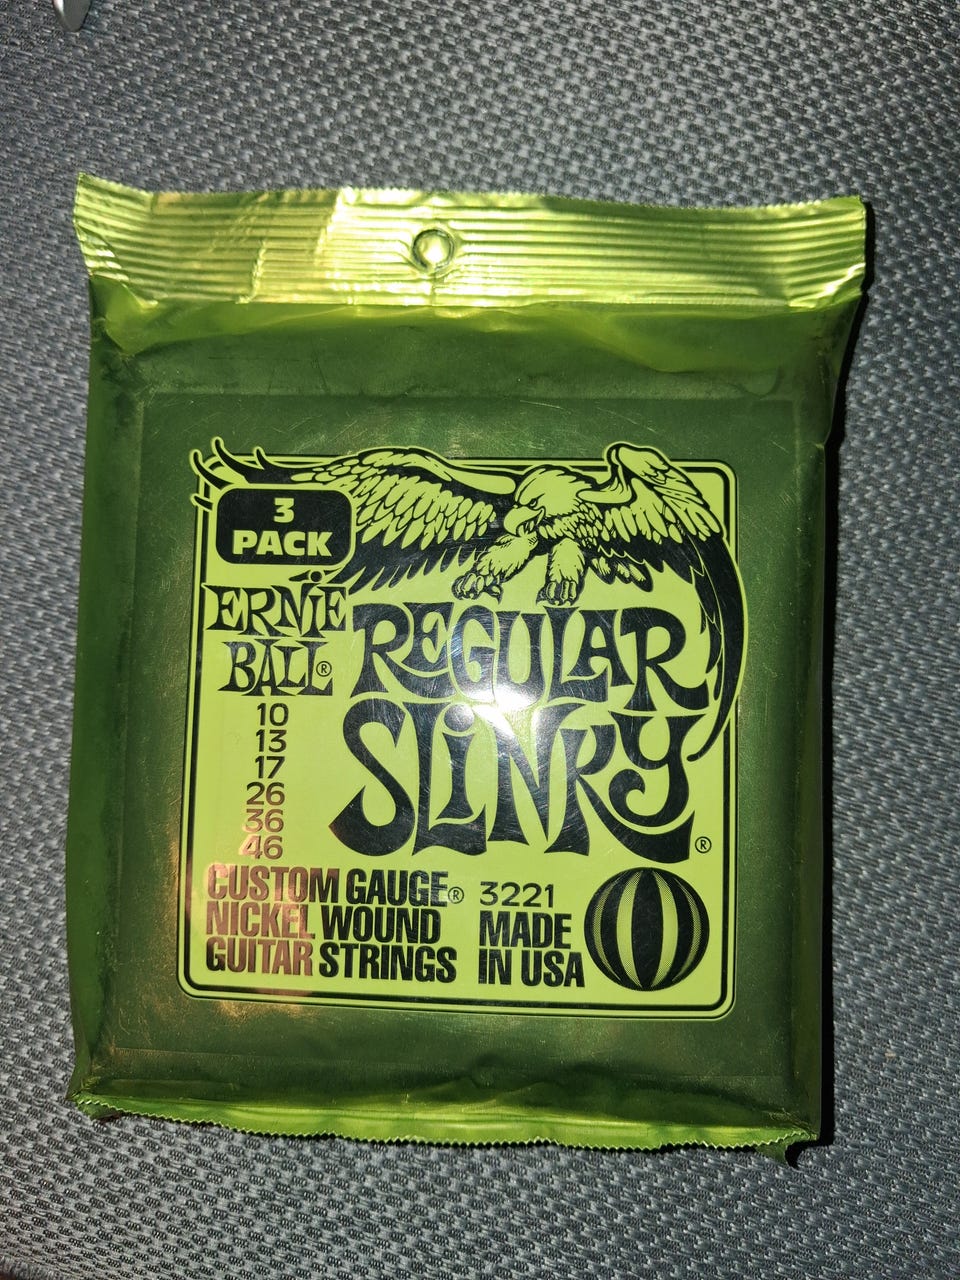 3
PACK
ERNIE
BALL®
REGULAR
SLINKY®
10
13
17
26
36
46
CUSTOM GAUGE®
NICKEL WOUND
GUITAR STRINGS
3221
MADE
IN USA